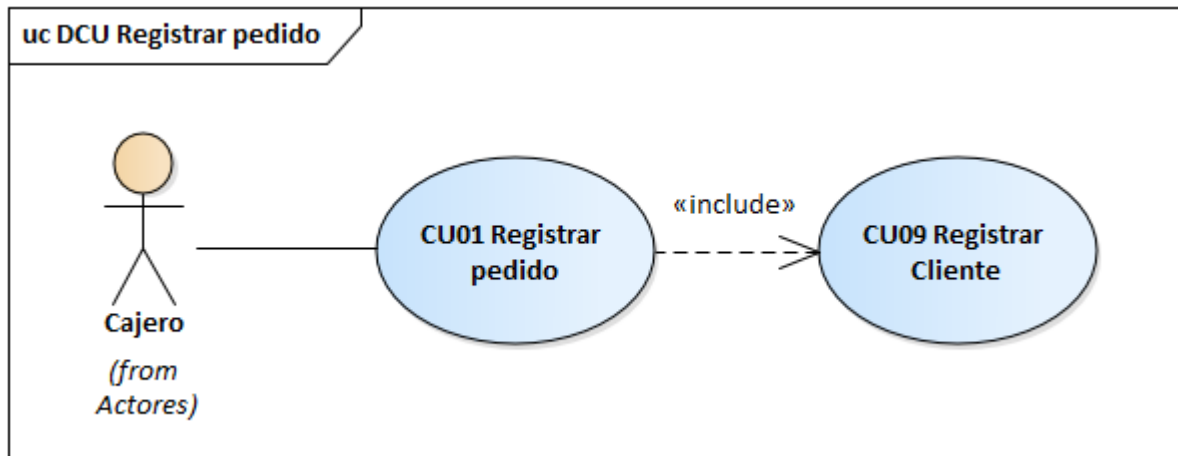 uc DCU Registrar pedido
«include»
CU01 Registrar
pedido
CU09 Registrar
Cliente
Cajero
(from
Actores)